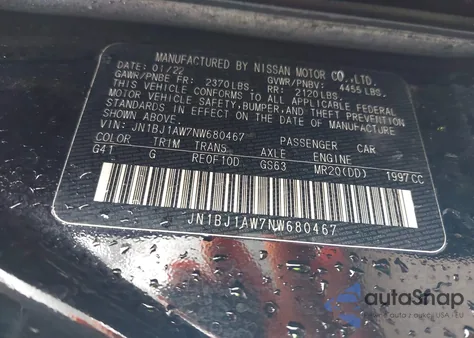 MANUFACTURED BY NISSAN MOTOR CO.,LTD.
DATE: 01/22 GVWR/PNBV: 4455 LBS.
GAWR/PNBE FR: 2370LBS. RR: 2120LBS.
THIS VEHICLE CONFORMS TO ALL APPLICABLE FEDERAL
MOTOR VEHICLE SAFETY,BUMPER,AND THEFT PREVENTION
STANDARDS IN EFFECT ON THE DATE OF MANUFACTURE
SHOWN ABOVE.
VIN:JN1BJ1AW7NW680467 PASSENGER CAR
COLOR TRIM TRANS AXLE ENGINE
G41 G RE0F10D GS63 MR20(DD) 1997CC
JN1BJ1AW7NW680467
autoSnap